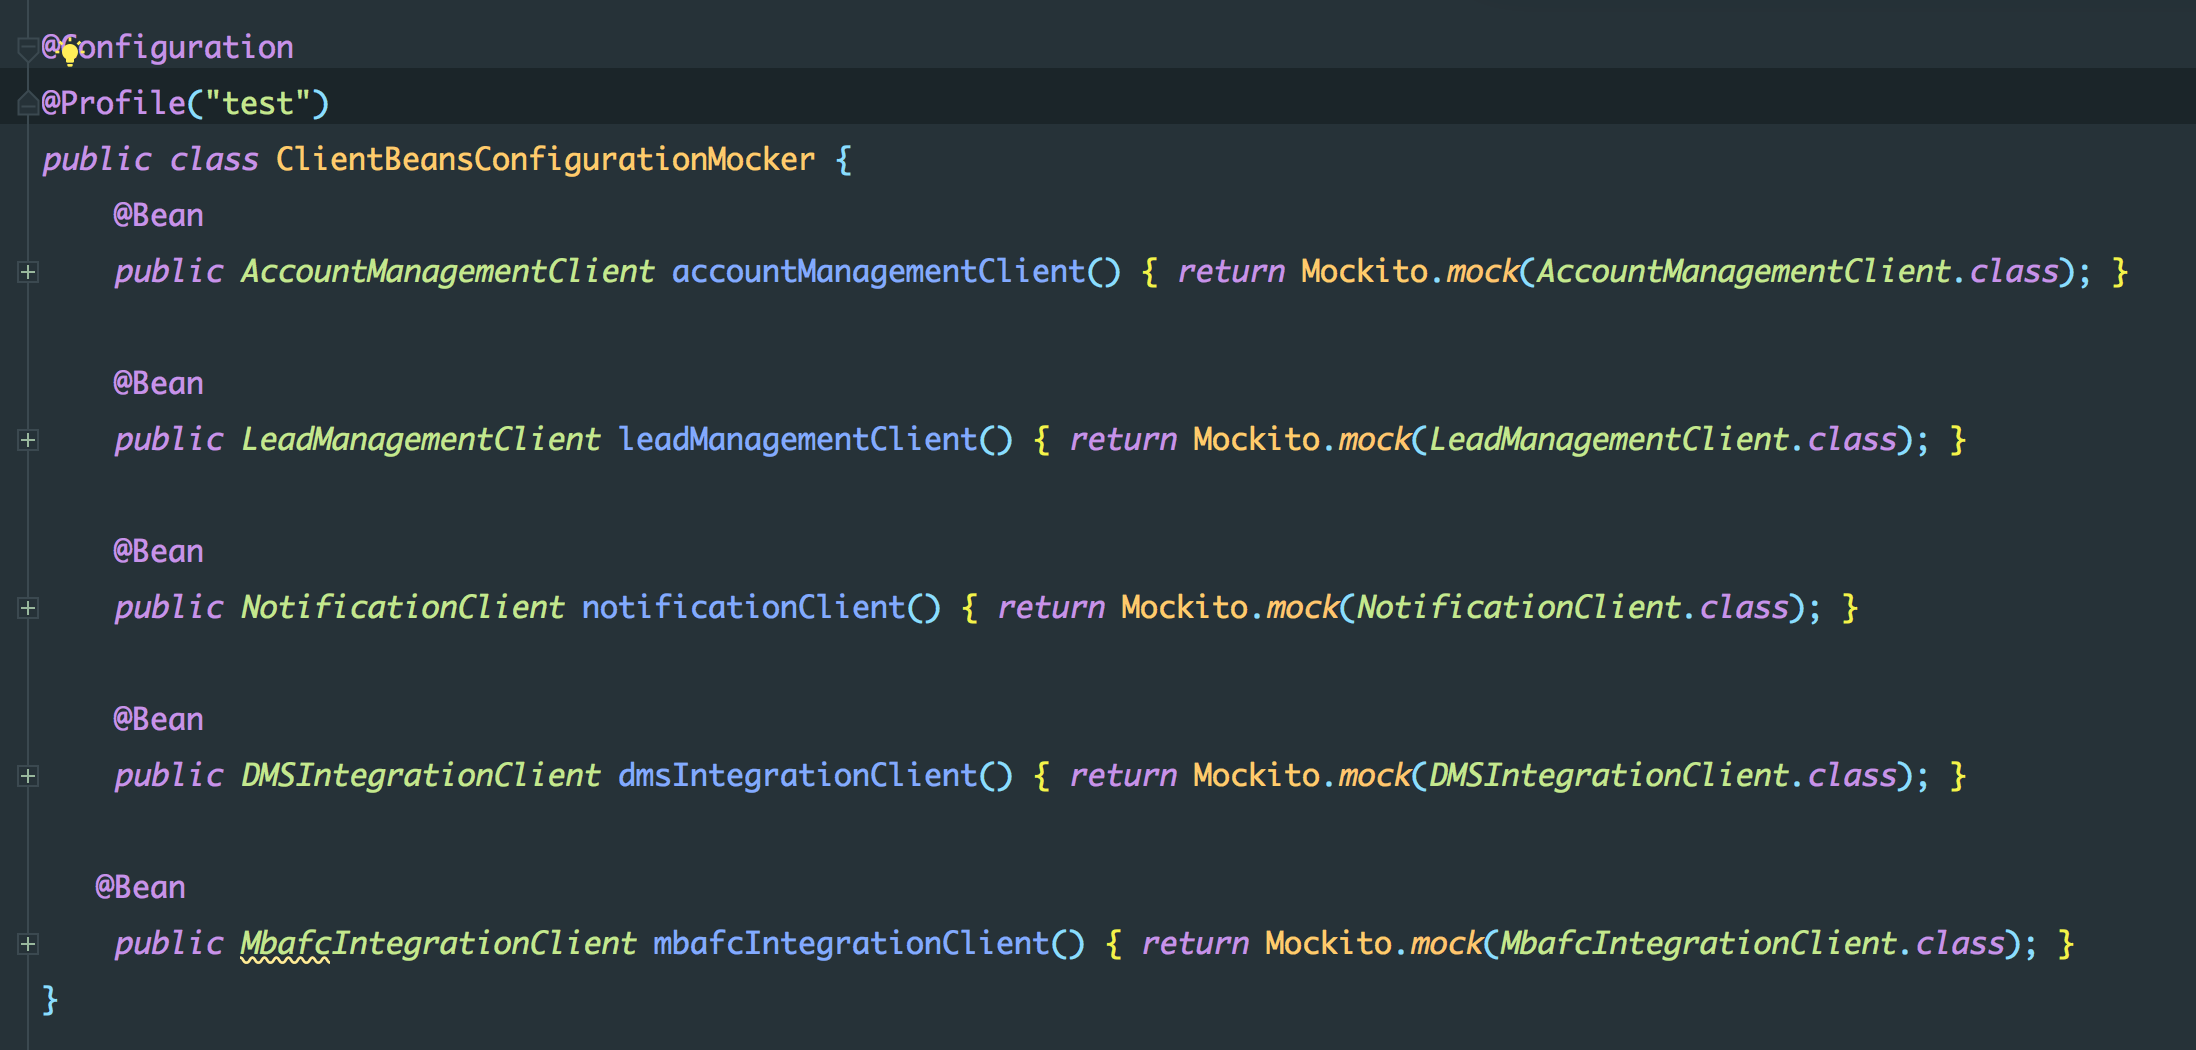 @Configuration
@Profile("test")
public class ClientBeansConfigurationMocker {
@Bean
public AccountManagementClient accountManagementClient() { return Mockito.mock(AccountManagementClient.class); }
@Bean
public LeadManagementClient leadManagementClient() { return Mockito.mock(LeadManagementClient.class); }
@Bean
public NotificationClient notificationClient() { return Mockito.mock(NotificationClient.class); }
@Bean
public DMSIntegrationClient dmsIntegrationClient() { return Mockito.mock(DMSIntegrationClient.class); }
@Bean
public MbafcIntegrationClient mbafcIntegrationClient() { return Mockito.mock(MbafcIntegrationClient.class); }
}